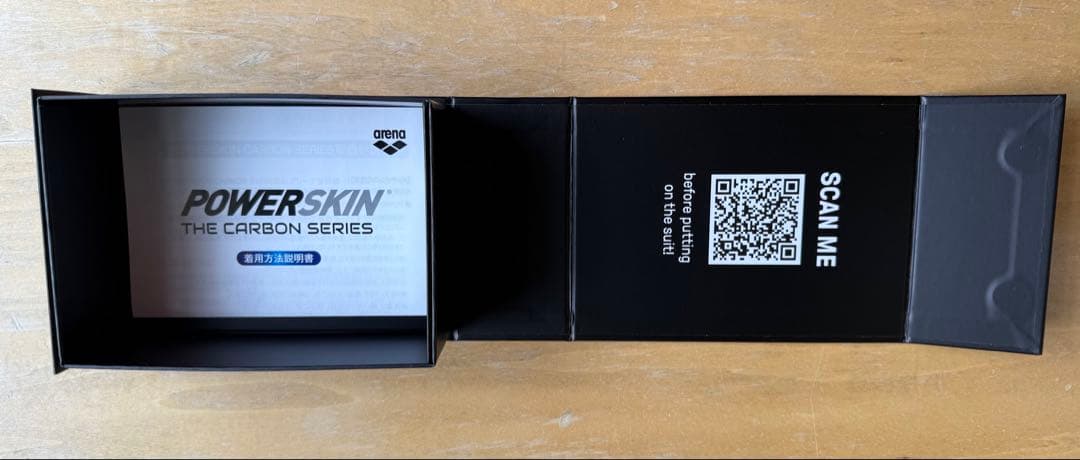 arena
POWERSKIN
THE CARBON SERIES
着用方法説明書
SCAN ME
before putting
on the suit!